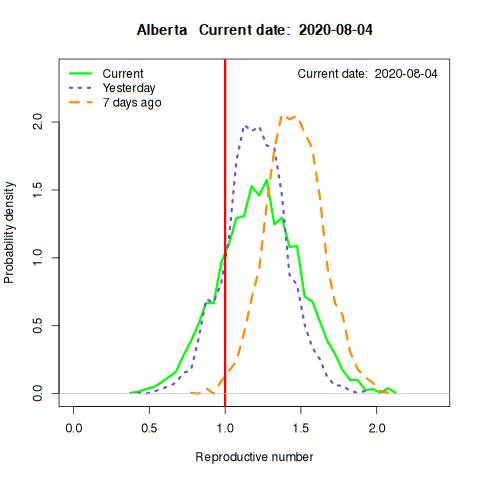 Alberta Current date: 2020-08-04
Current date: 2020-08-04
Current
Yesterday
7 days ago
Probability density
2.0
1.5
1.0
0.5
0.0
0.0 0.5 1.0 1.5 2.0
Reproductive number